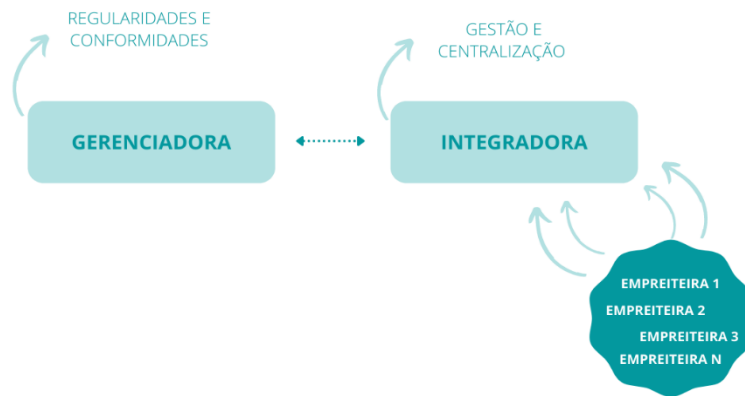 REGULARIDADES E
CONFORMIDADES
GESTÃO E
CENTRALIZAÇÃO
GERENCIADORA
INTEGRADORA
EMPREITEIRA 1
EMPREITEIRA 2
EMPREITEIRA 3
EMPREITEIRA N